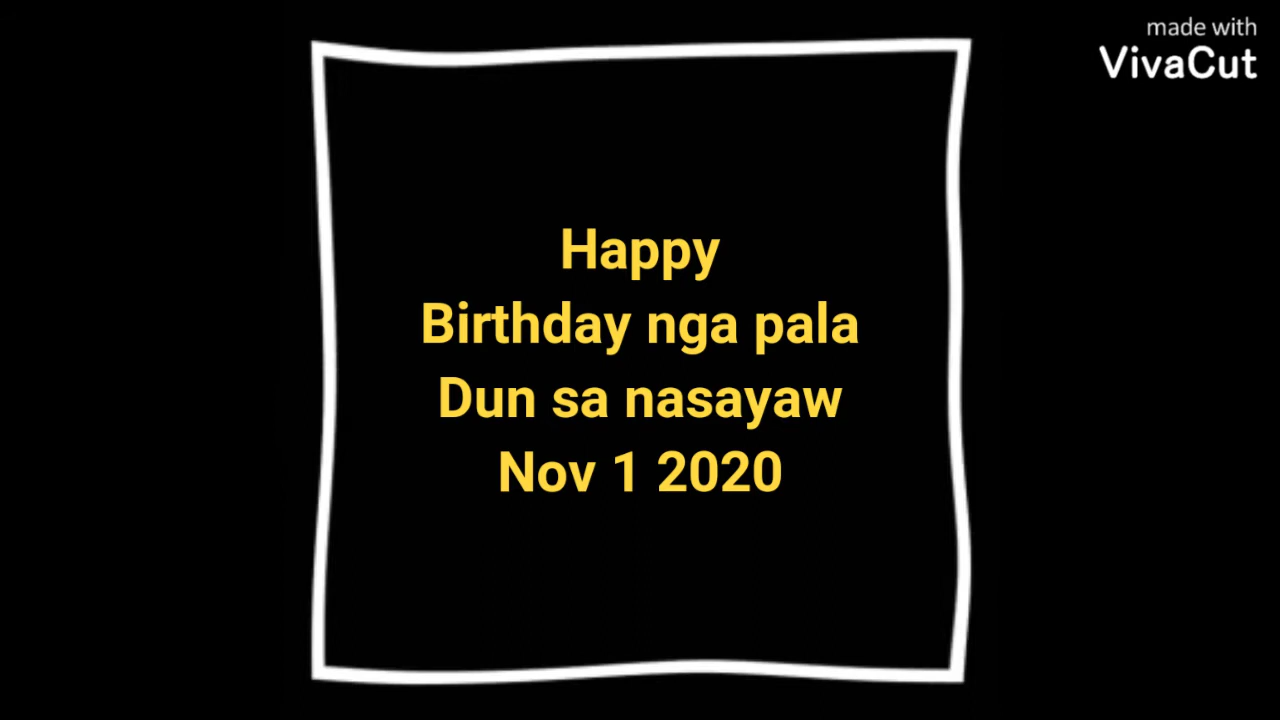 made with
VivaCut
Happy
Birthday nga pala
Dun sa nasayaw
Nov 1 2020